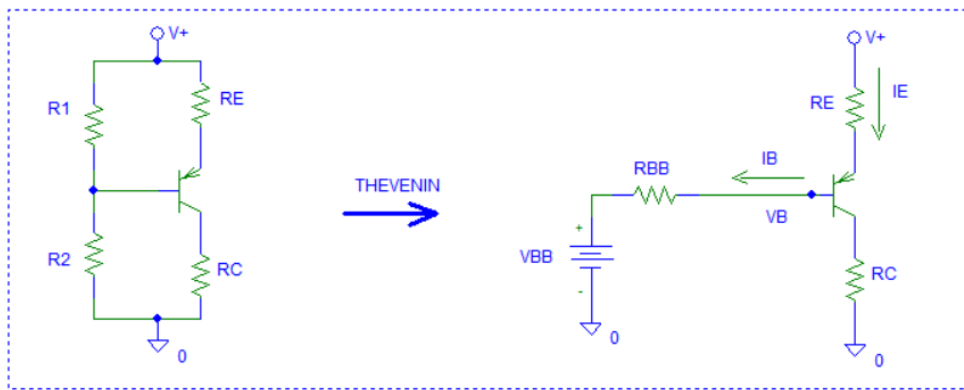 V+
R1
RE
R2
RC
0
THEVENIN
V+
RE
IE
RBB
IB
VB
+
VBB
-
RC
0
0